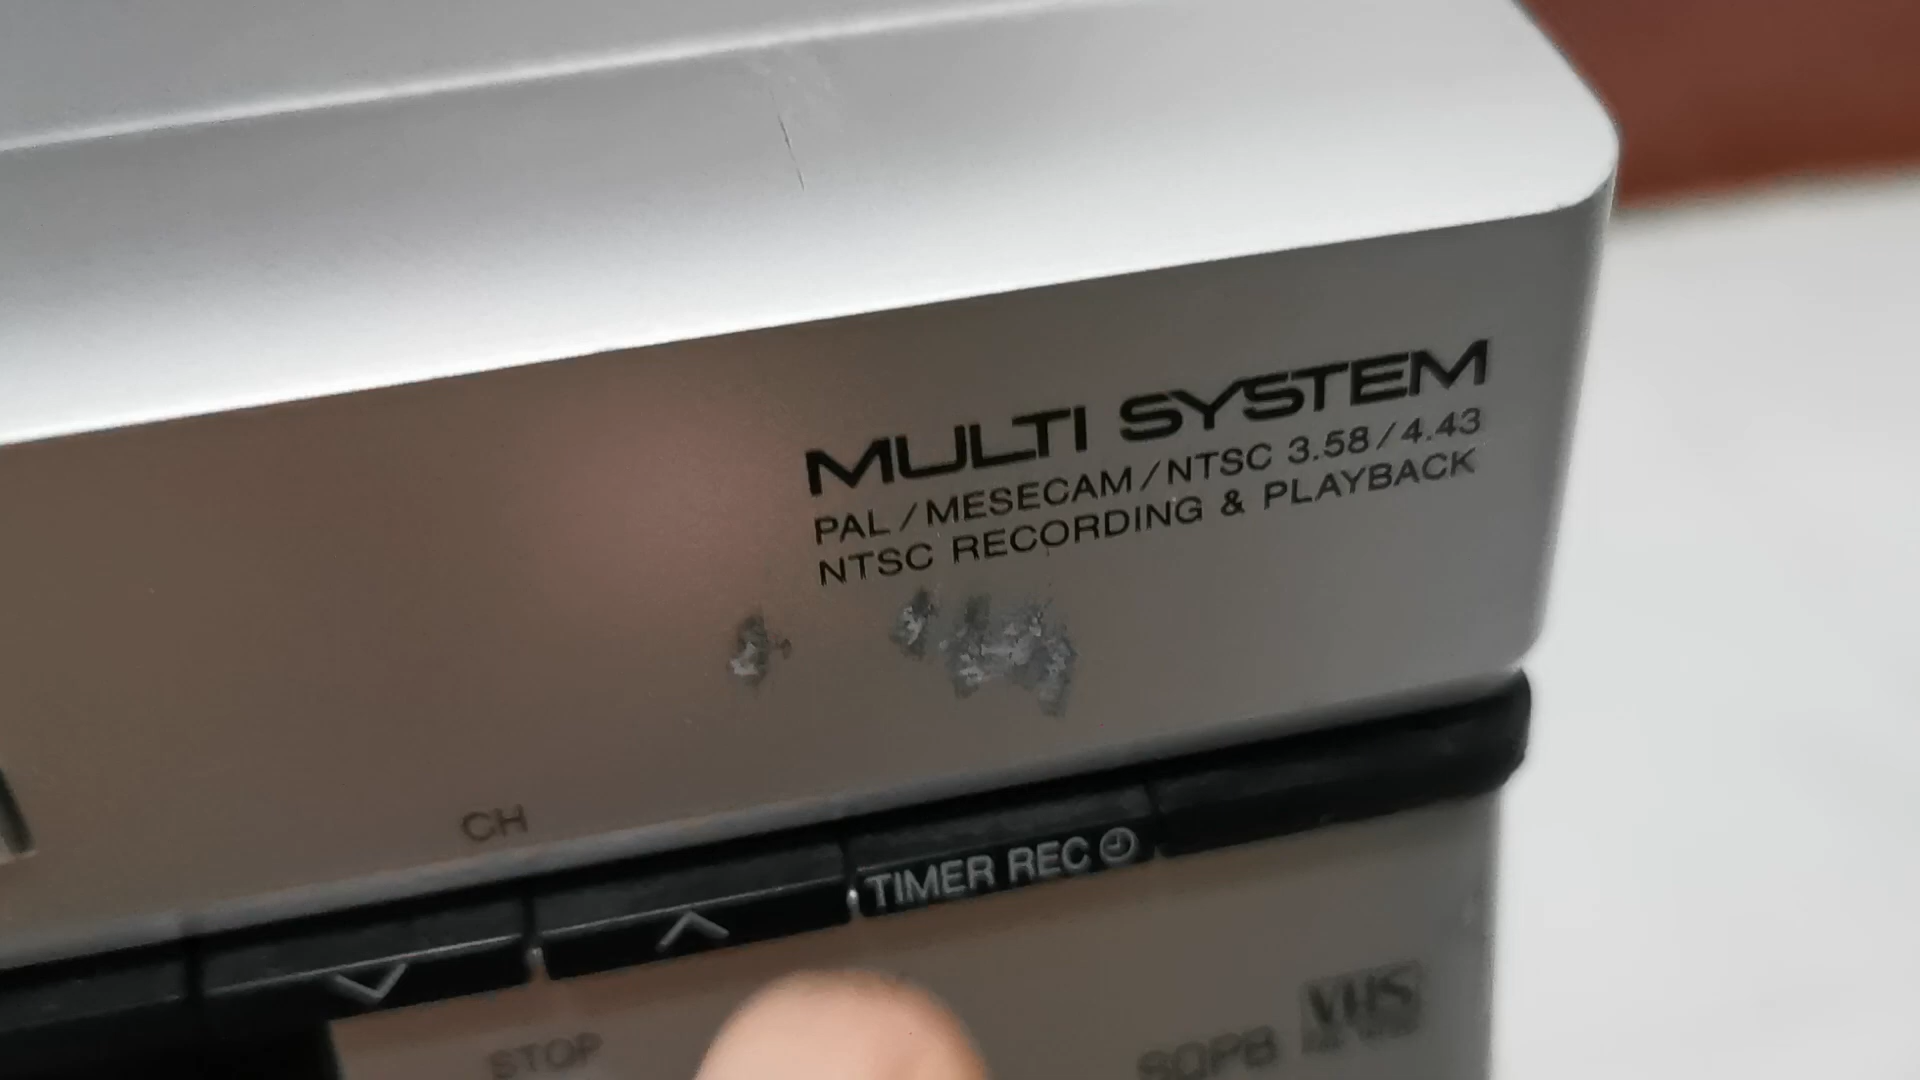 MULTI SYSTEM
PAL/MESECAM/NTSC 3.58/4.43
NTSC RECORDING & PLAYBACK
CH
TIMER REC
STOP
SQPB
VHS